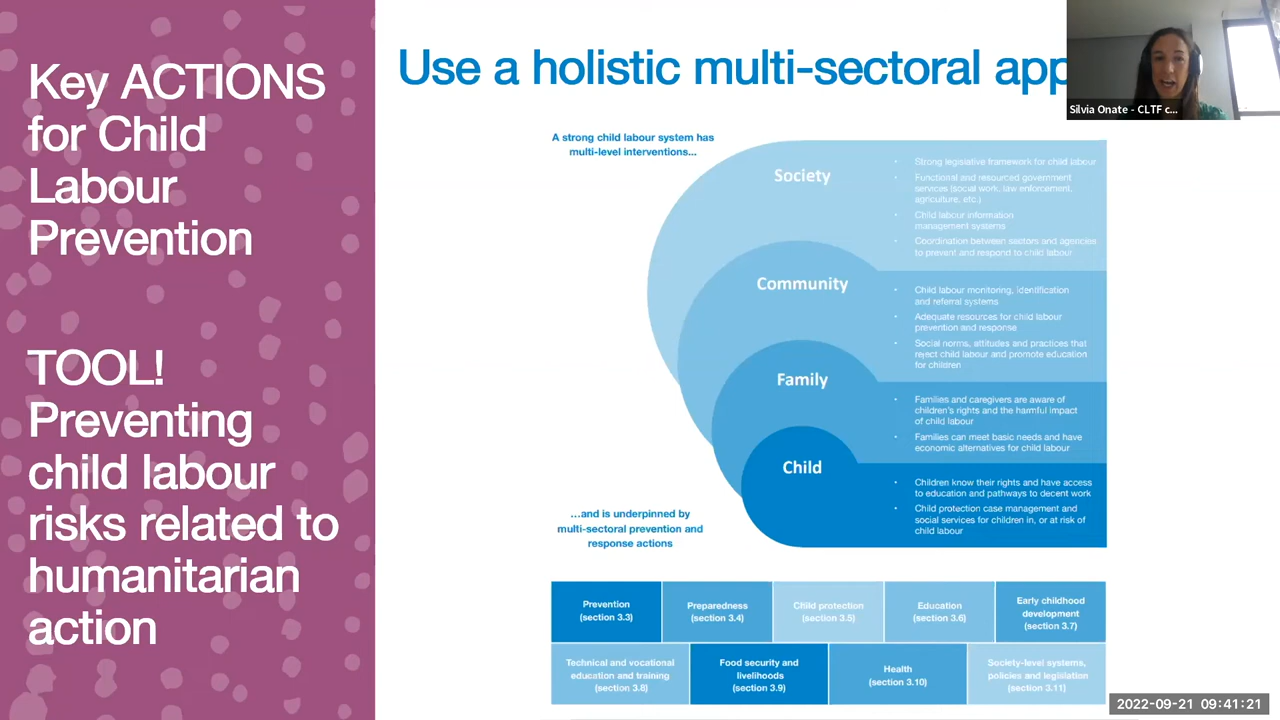 Key ACTIONS
for Child
Labour
Prevention
TOOL!
Preventing
child labour
risks related to
humanitarian
action
Use a holistic multi-sectoral app
Silvia Onate - CLTF c...
A strong child labour system has
multi-level interventions...
Society
• Strong legislative framework for child labour
• Functional and resourced government
services (social work, law enforcement,
agriculture, etc.)
• Child labour information
management systems
• Coordination between sectors and agencies
to prevent and respond to child labour
Community
• Child labour monitoring, identification
and referral systems
• Adequate resources for child labour
prevention and response
• Social norms, attitudes and practices that
reject child labour and promote education
for children
Family
• Families and caregivers are aware of
children's rights and the harmful impact
of child labour
• Families can meet basic needs and have
economic alternatives for child labour
Child
• Children know their rights and have access
to education and pathways to decent work
• Child protection case management and
social services for children in, or at risk of
child labour
...and is underpinned by
multi-sectoral prevention and
response actions
Prevention
(section 3.3)
Preparedness
(section 3.4)
Child protection
(section 3.5)
Education
(section 3.6)
Early childhood
development
(section 3.7)
Technical and vocational
education and training
(section 3.8)
Food security and
livelihoods
(section 3.9)
Health
(section 3.10)
Society-level systems,
policies and legislation
(section 3.11)
2022-09-21 09:41:21